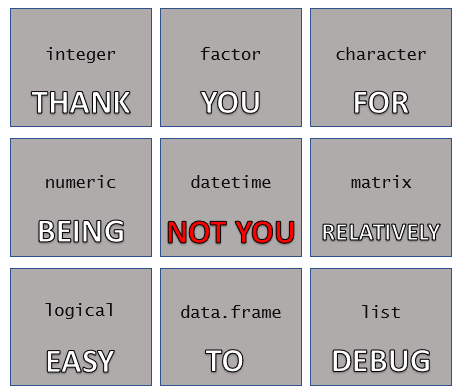 integer factor character
THANK YOU FOR
numeric datetime matrix
BEING NOT YOU RELATIVELY
logical data.frame list
EASY TO DEBUG